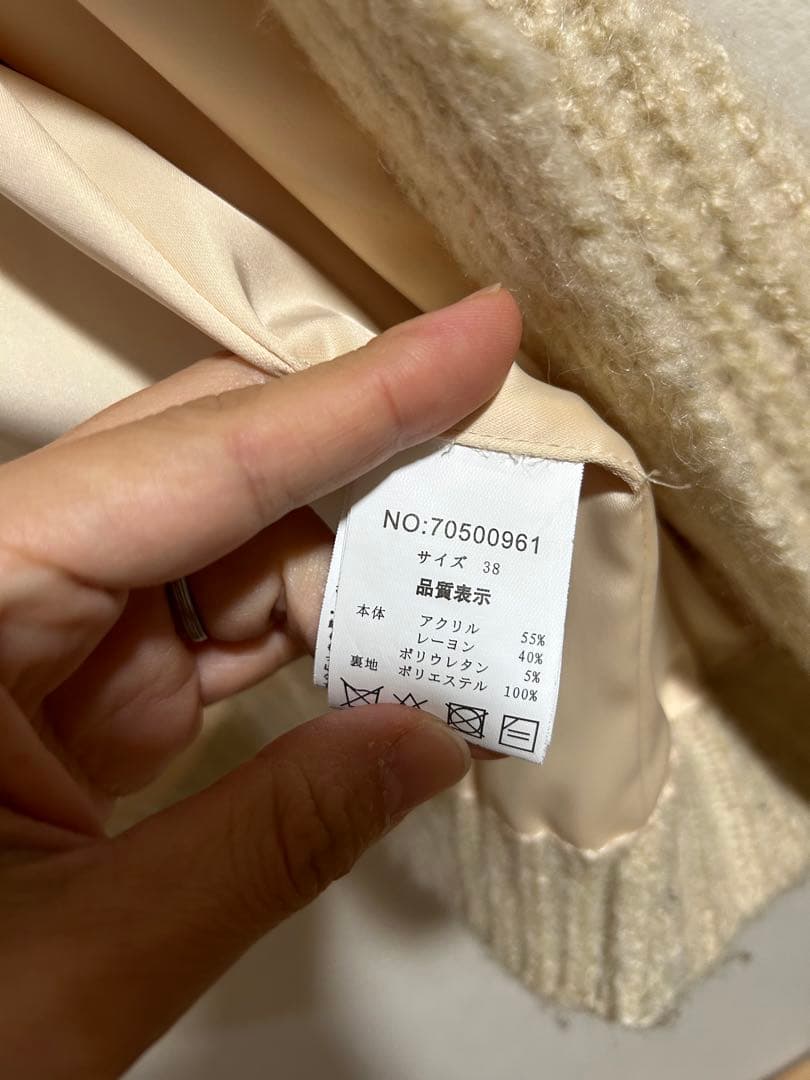 NO:70500961
サイズ 38
品質表示
本体 アクリル 55%
レーヨン 40%
ポリウレタン 5%
裏地 ポリエステル 100%